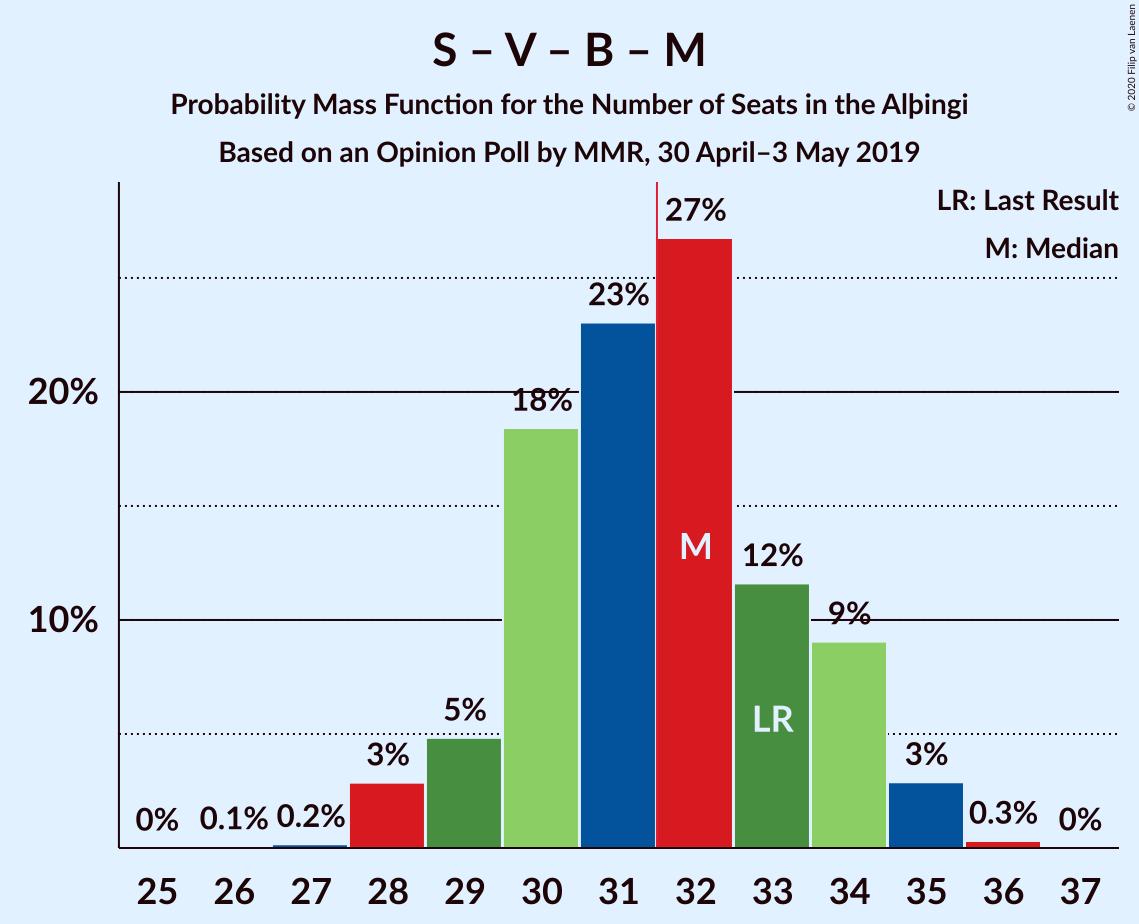 S – V – B – M
Probability Mass Function for the Number of Seats in the Alþingi
Based on an Opinion Poll by MMR, 30 April–3 May 2019
© 2020 Filip van Laenen
LR: Last Result
M: Median
27%
23%
20%
18%
M
12%
10%
9%
5%
LR
3%
3%
0%
0.1%
0.2%
0.3%
0%
25 26 27 28 29 30 31 32 33 34 35 36 37